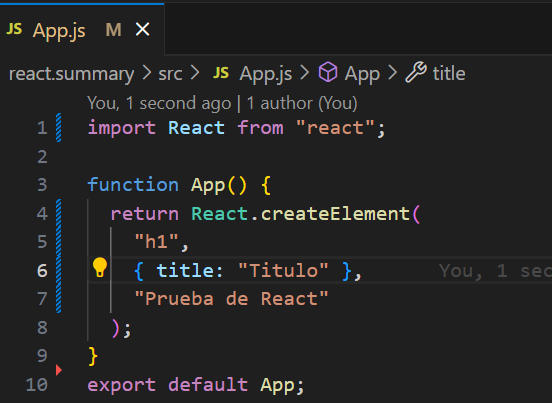 JS App.js M
react.summary > src > JS App.js > App > title
You, 1 second ago | 1 author (You)
1 import React from "react";
2
3 function App() {
4 return React.createElement(
5 "h1",
6 { title: "Titulo" }, You, 1 sec
7 "Prueba de React"
8 );
9 }
10 export default App;